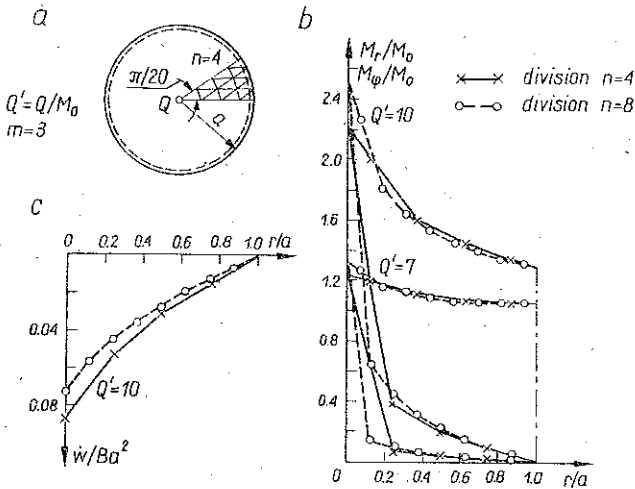 a
n=4
π/20
Q'=Q/M₀
m=3
Q
a
b
Mᵣ/M₀
Mφ/M₀
2.4
2.0
1.6
1.2
0.8
0.4
Q'=10
Q'=7
0 0.2 0.4 0.6 0.8 1.0
r/a
division n=4
division n=8
c
r/a
0 0.2 0.4 0.6 0.8 1.0
0.04
0.08
Q'=10
ẇ/Ba²